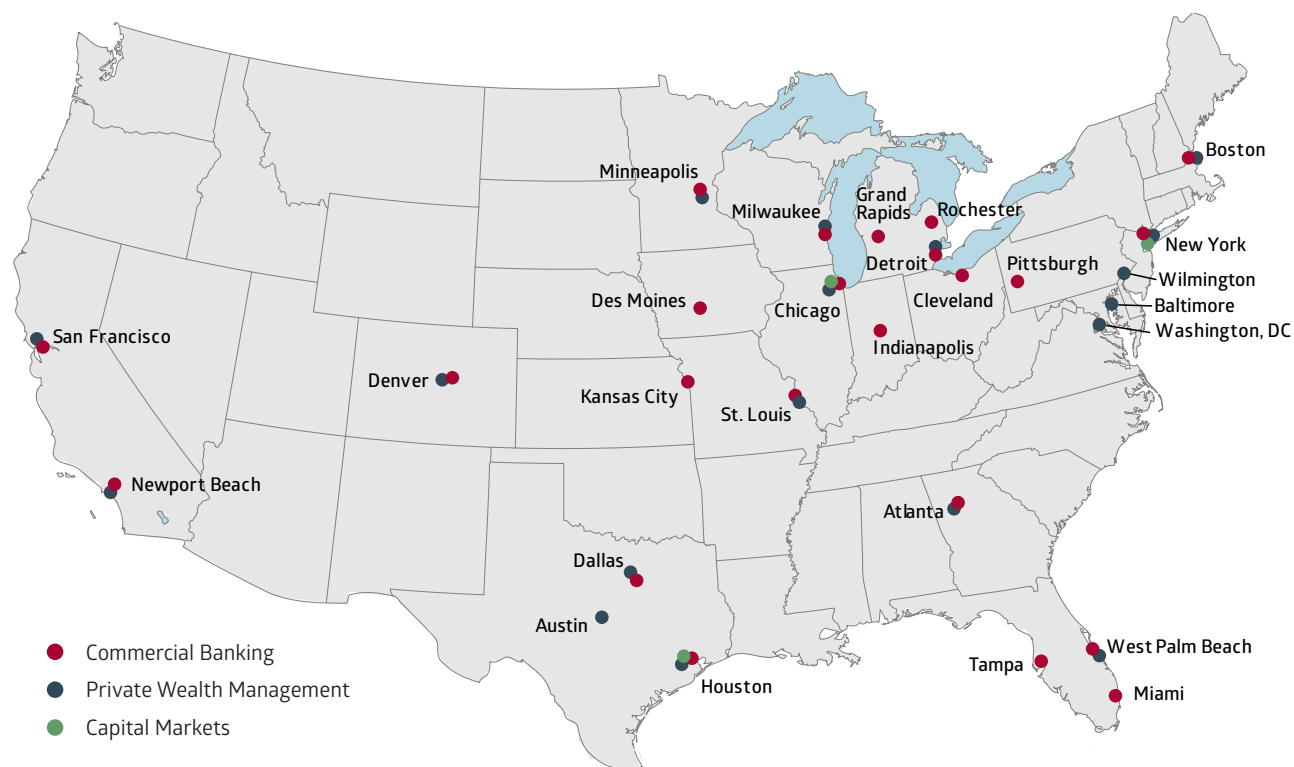 Boston
Minneapolis
Grand
Rapids
Milwaukee
Rochester
New York
Detroit
Pittsburgh
Wilmington
Des Moines
Chicago
Cleveland
Baltimore
Washington, DC
San Francisco
Indianapolis
Denver
Kansas City
St. Louis
Newport Beach
Atlanta
Dallas
Austin
West Palm Beach
Tampa
Houston
Miami
Commercial Banking
Private Wealth Management
Capital Markets